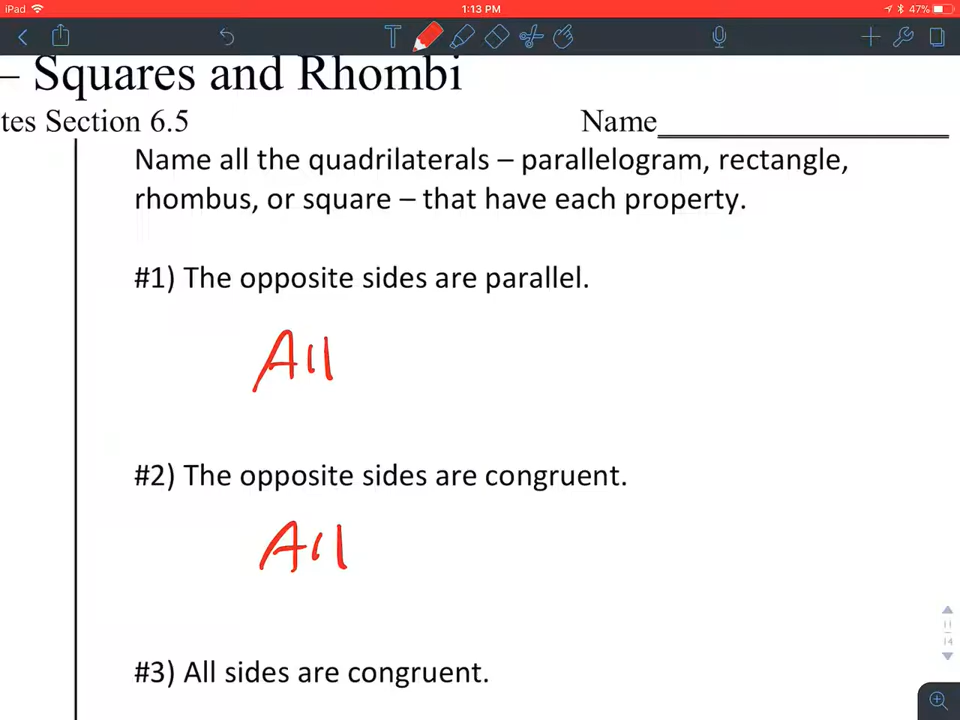 iPad 1:13 PM 47%
T
– Squares and Rhombi
tes Section 6.5 Name
Name all the quadrilaterals – parallelogram, rectangle,
rhombus, or square – that have each property.
#1) The opposite sides are parallel.
All
#2) The opposite sides are congruent.
All
11
14
#3) All sides are congruent.